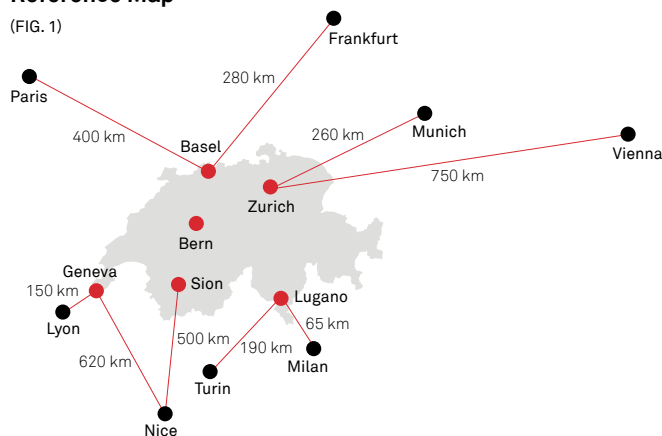 (FIG. 1)
Frankfurt
280 km
Paris
400 km
Munich
260 km
Vienna
750 km
Basel
Zurich
Bern
Geneva
Sion
Lugano
150 km
Lyon
500 km
190 km
65 km
620 km
Milan
Turin
Nice